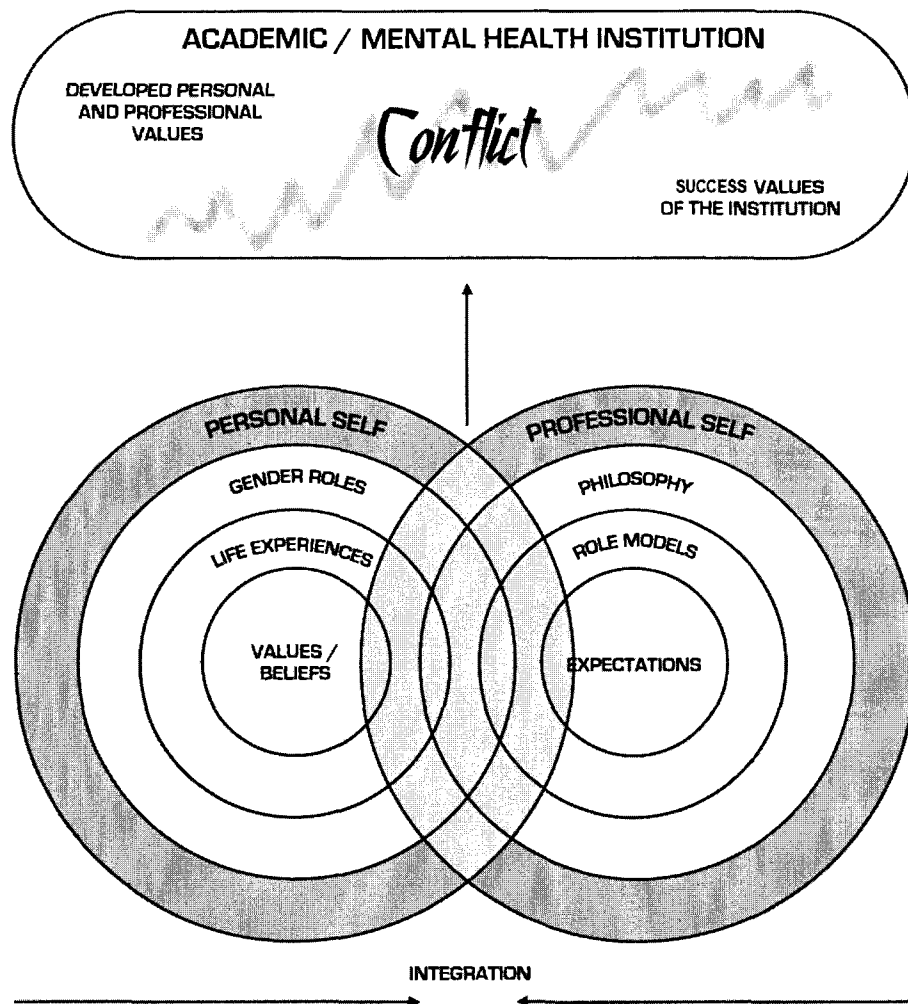 ACADEMIC / MENTAL HEALTH INSTITUTION
DEVELOPED PERSONAL
AND PROFESSIONAL
VALUES
Conflict
SUCCESS VALUES
OF THE INSTITUTION
PERSONAL SELF
PROFESSIONAL SELF
GENDER ROLES
PHILOSOPHY
LIFE EXPERIENCES
ROLE MODELS
VALUES /
BELIEFS
EXPECTATIONS
INTEGRATION